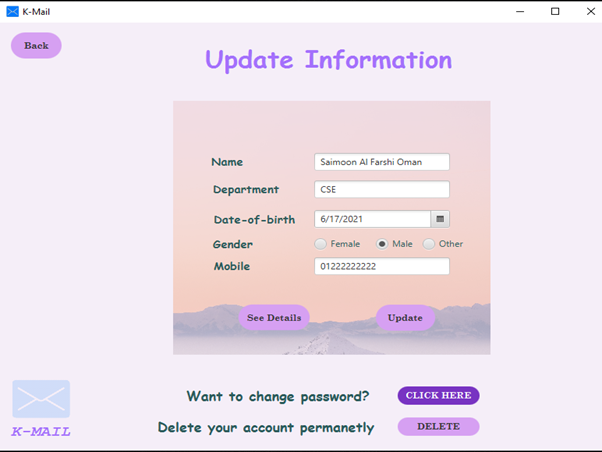 K-Mail
Back
Update Information
Name Saimoon Al Farshi Oman
Department CSE
Date-of-birth 6/17/2021
Gender Female Male Other
Mobile 01222222222
See Details Update
Want to change password? CLICK HERE
Delete your account permanetly DELETE
K-MAIL